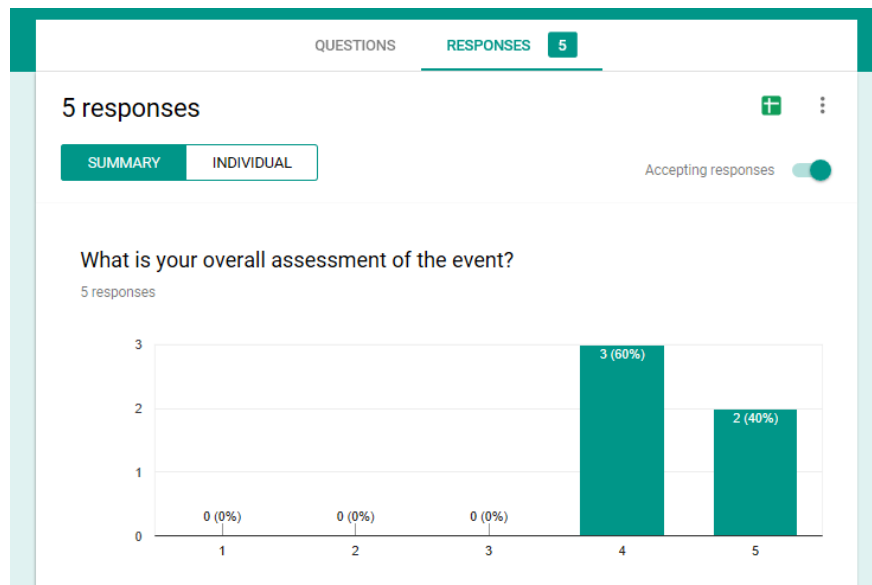 QUESTIONS RESPONSES 5
5 responses
SUMMARY INDIVIDUAL
Accepting responses
What is your overall assessment of the event?
5 responses
3
3 (60%)
2
2 (40%)
1
0 (0%) 0 (0%) 0 (0%)
0
1 2 3 4 5